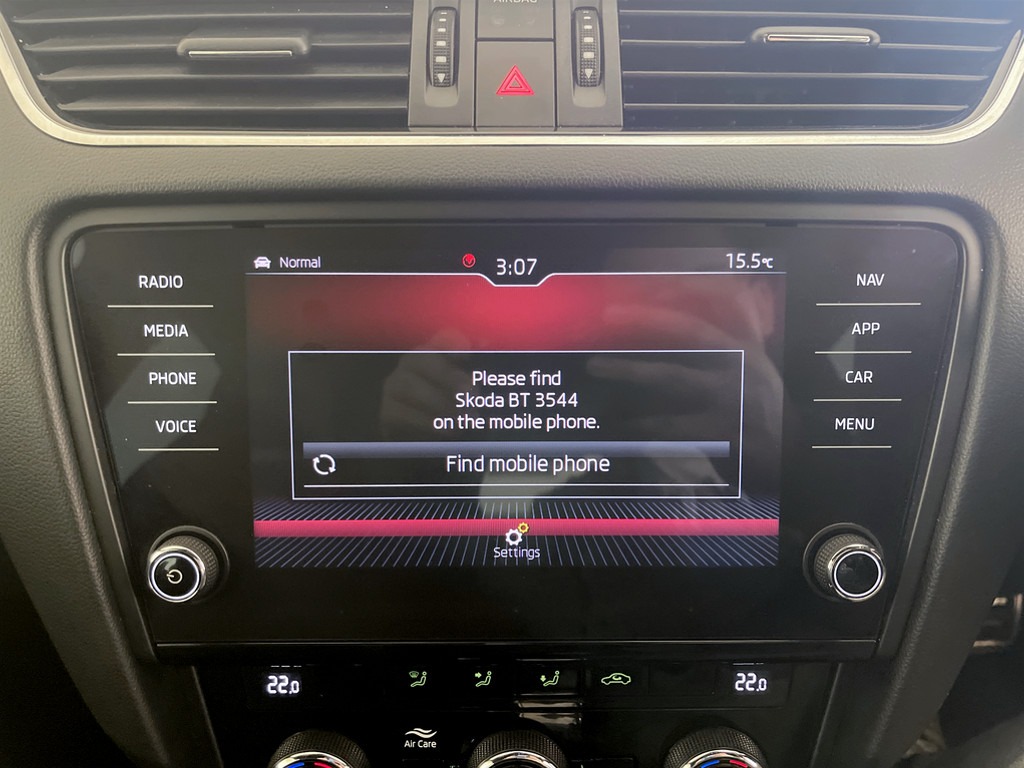 AIRBAG
Normal
3:07
15.5°C
RADIO
MEDIA
PHONE
VOICE
NAV
APP
CAR
MENU
Please find
Skoda BT 3544
on the mobile phone.
Find mobile phone
Settings
22.0
22.0
Air Care